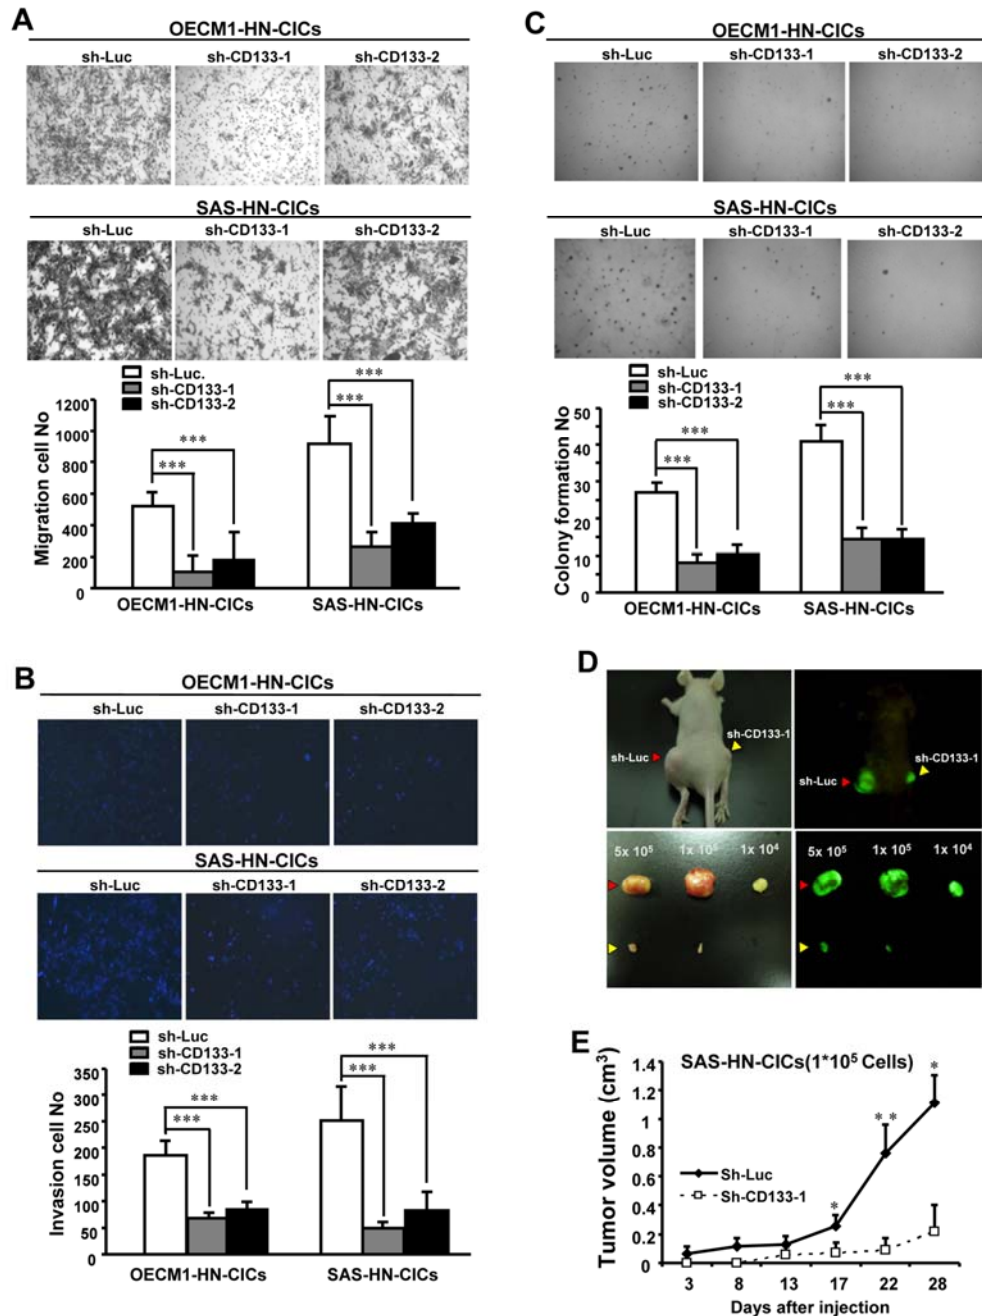 A
OECM1-HN-CICs
sh-Luc sh-CD133-1 sh-CD133-2
SAS-HN-CICs
sh-Luc sh-CD133-1 sh-CD133-2
sh-Luc.
sh-CD133-1
sh-CD133-2
Migration cell No
1200
1000
800
600
400
200
0
*** *** *** ***
OECM1-HN-CICs SAS-HN-CICs
B
OECM1-HN-CICs
sh-Luc sh-CD133-1 sh-CD133-2
SAS-HN-CICs
sh-Luc sh-CD133-1 sh-CD133-2
sh-Luc
sh-CD133-1
sh-CD133-2
Invasion cell No
350
300
250
200
150
100
50
0
*** *** *** ***
OECM1-HN-CICs SAS-HN-CICs
C
OECM1-HN-CICs
sh-Luc sh-CD133-1 sh-CD133-2
SAS-HN-CICs
sh-Luc sh-CD133-1 sh-CD133-2
sh-Luc
sh-CD133-1
sh-CD133-2
Colony formation No
50
40
30
10
0
*** *** *** ***
OECM1-HN-CICs SAS-HN-CICs
D
sh-Luc sh-CD133-1
sh-Luc sh-CD133-1
5x 10⁵ 1x 10⁵ 1x 10⁴
5x 10⁵ 1x 10⁵ 1x 10⁴
E
SAS-HN-CICs(1*10⁵ Cells)
Tumor volume (cm³)
1.4
1.2
1
0.8
0.6
0.4
0.2
0
Sh-Luc
Sh-CD133-1
* ** *
3 8 13 17 22 28
Days after injection